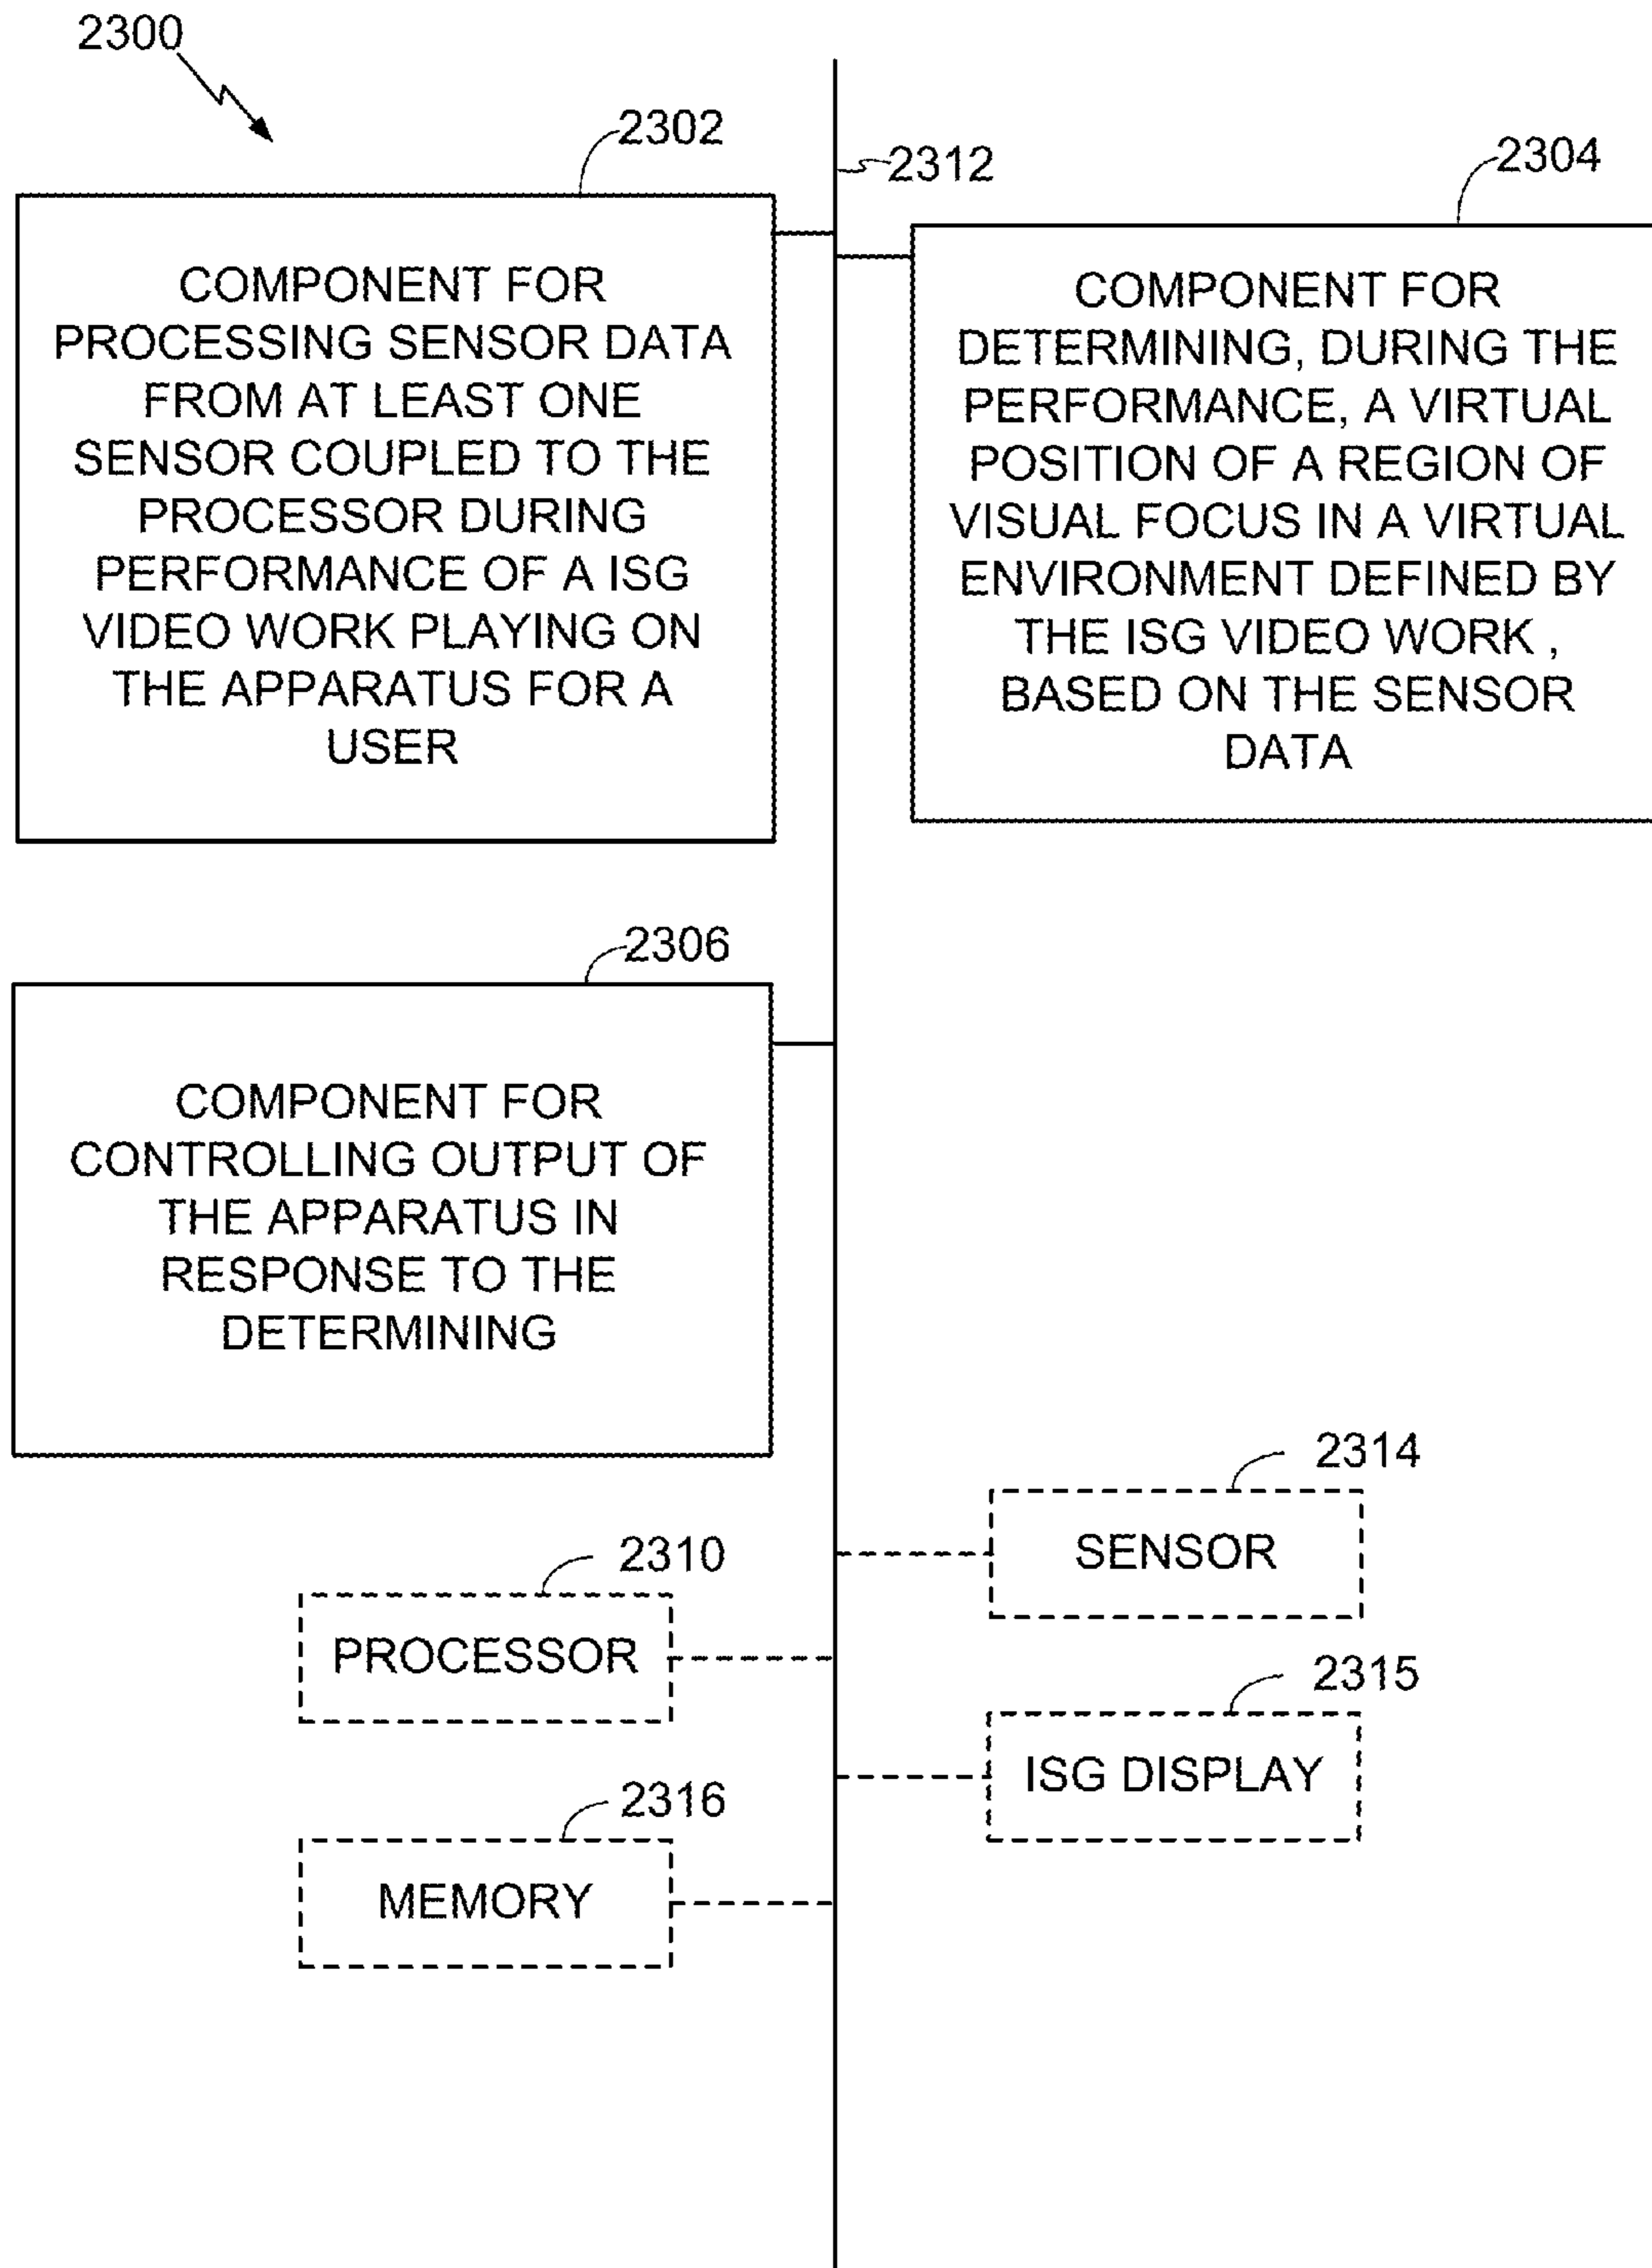 2300
2302
2312
2304
COMPONENT FOR
PROCESSING SENSOR DATA
FROM AT LEAST ONE
SENSOR COUPLED TO THE
PROCESSOR DURING
PERFORMANCE OF A ISG
VIDEO WORK PLAYING ON
THE APPARATUS FOR A
USER
COMPONENT FOR
DETERMINING, DURING THE
PERFORMANCE, A VIRTUAL
POSITION OF A REGION OF
VISUAL FOCUS IN A VIRTUAL
ENVIRONMENT DEFINED BY
THE ISG VIDEO WORK ,
BASED ON THE SENSOR
DATA
2306
COMPONENT FOR
CONTROLLING OUTPUT OF
THE APPARATUS IN
RESPONSE TO THE
DETERMINING
2314
SENSOR
2310
PROCESSOR
2315
ISG DISPLAY
2316
MEMORY